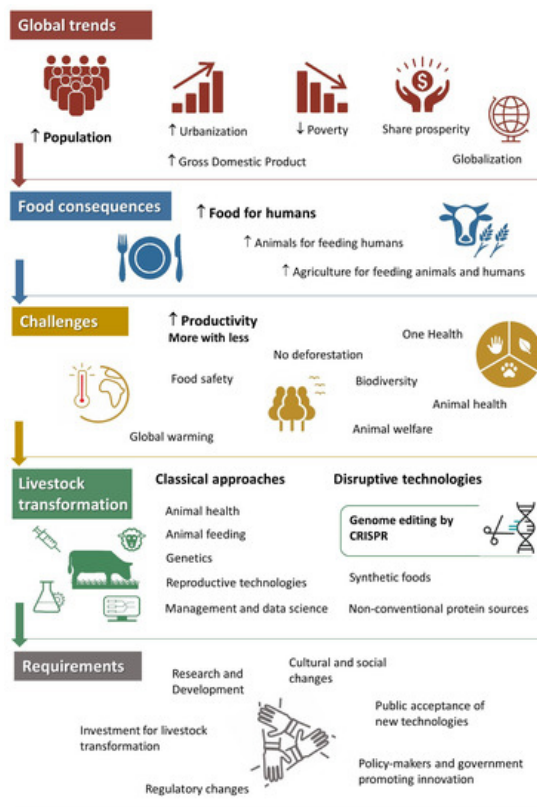 Global trends
↑ Population
↑ Urbanization
↓ Poverty
Share prosperity
↑ Gross Domestic Product
Globalization
Food consequences
↑ Food for humans
↑ Animals for feeding humans
↑ Agriculture for feeding animals and humans
Challenges
↑ Productivity
More with less
One Health
No deforestation
Food safety
Biodiversity
Animal health
Animal welfare
Global warming
Livestock
transformation
Classical approaches
Animal health
Animal feeding
Genetics
Reproductive technologies
Management and data science
Disruptive technologies
Genome editing by
CRISPR
Synthetic foods
Non-conventional protein sources
Requirements
Research and
Development
Cultural and social
changes
Public acceptance of
new technologies
Investment for livestock
transformation
Policy-makers and government
promoting innovation
Regulatory changes